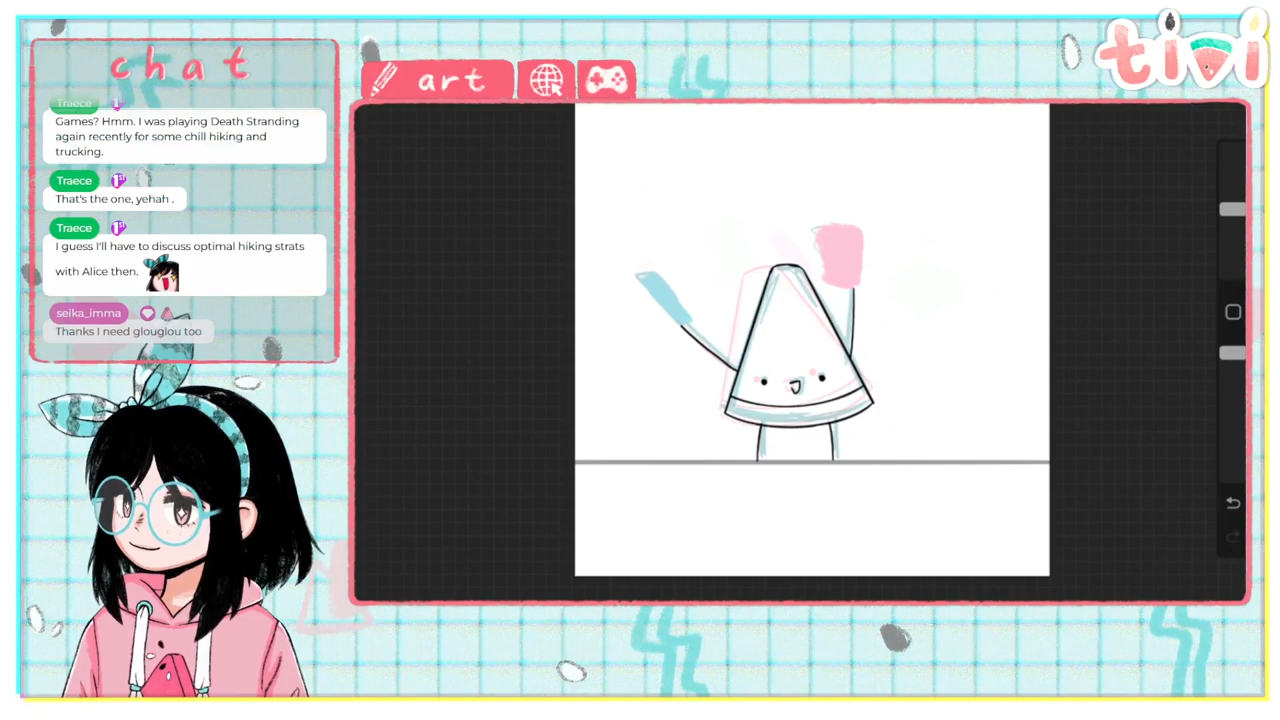 chat
Traece
Games? Hmm. I was playing Death Stranding
again recently for some chill hiking and
trucking.
Traece
That's the one, yehah .
Traece
I guess I'll have to discuss optimal hiking strats
with Alice then.
seika_imma
Thanks I need glouglou too
art
tivi